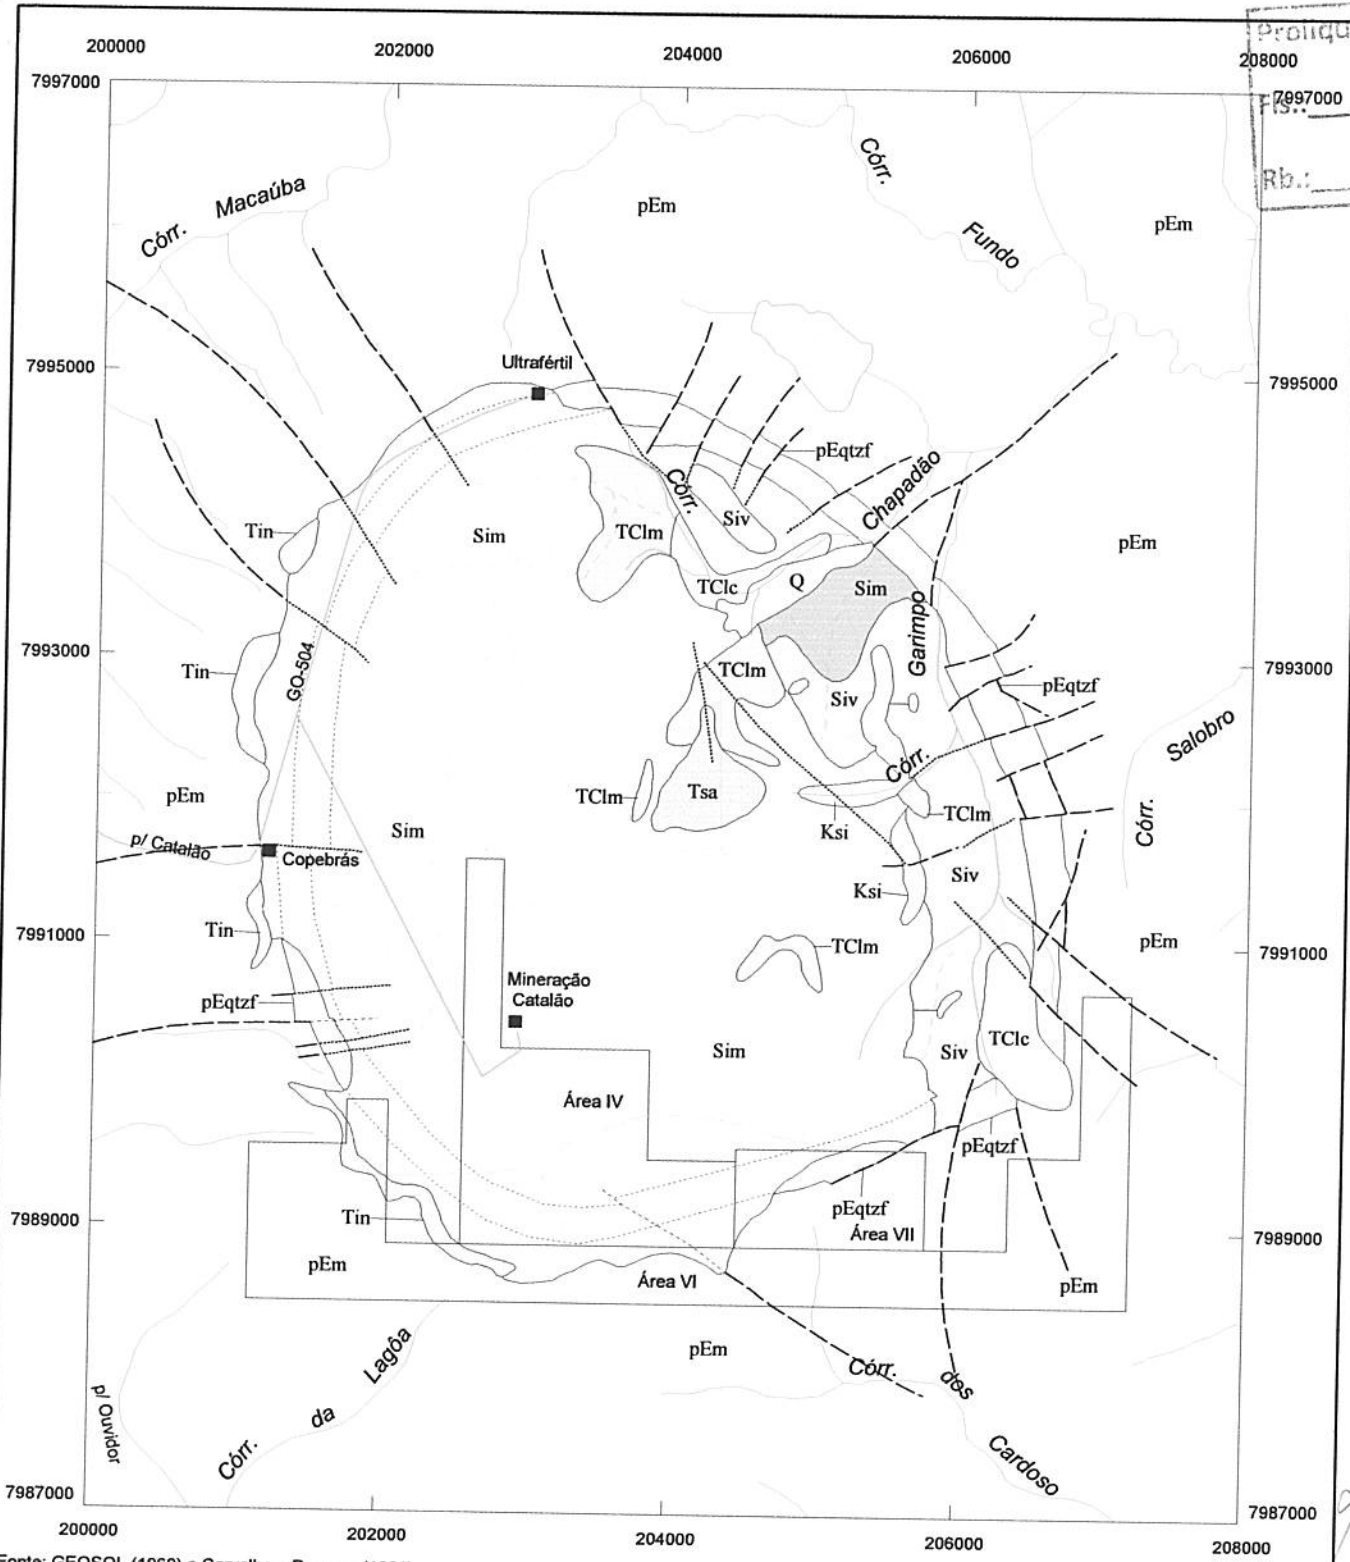 200000 202000 204000 206000 208000
7997000 7997000
Fls.:
Rb.:
Córr. Macaúba
pEm
Córr.
Fundo
pEm
7995000 7995000
Ultrafértil
pEqtzf
Córr.
Chapadão
Tin
Sim
TClm
Siv
pEm
TClc
Q
Sim
Garimpo
7993000 7993000
Tin
GO-504
TClm
Siv
pEqtzf
Salobro
Córr.
pEm
TClm
Tsa
Ksi
TClm
Córr.
p/ Catalão
Copebrás
Sim
Siv
Ksi
7991000 7991000
Tin
TClm
pEm
pEqtzf
Mineração
Catalão
Sim
Siv
TClc
Área IV
pEqtzf
7989000 7989000
Tin
pEqtzf
Área VII
pEm
Área VI
pEm
pEm
Córr. da Lagôa
Córr. dos Cardoso
p/ Ouvidor
7987000 7987000
200000 202000 204000 206000 208000